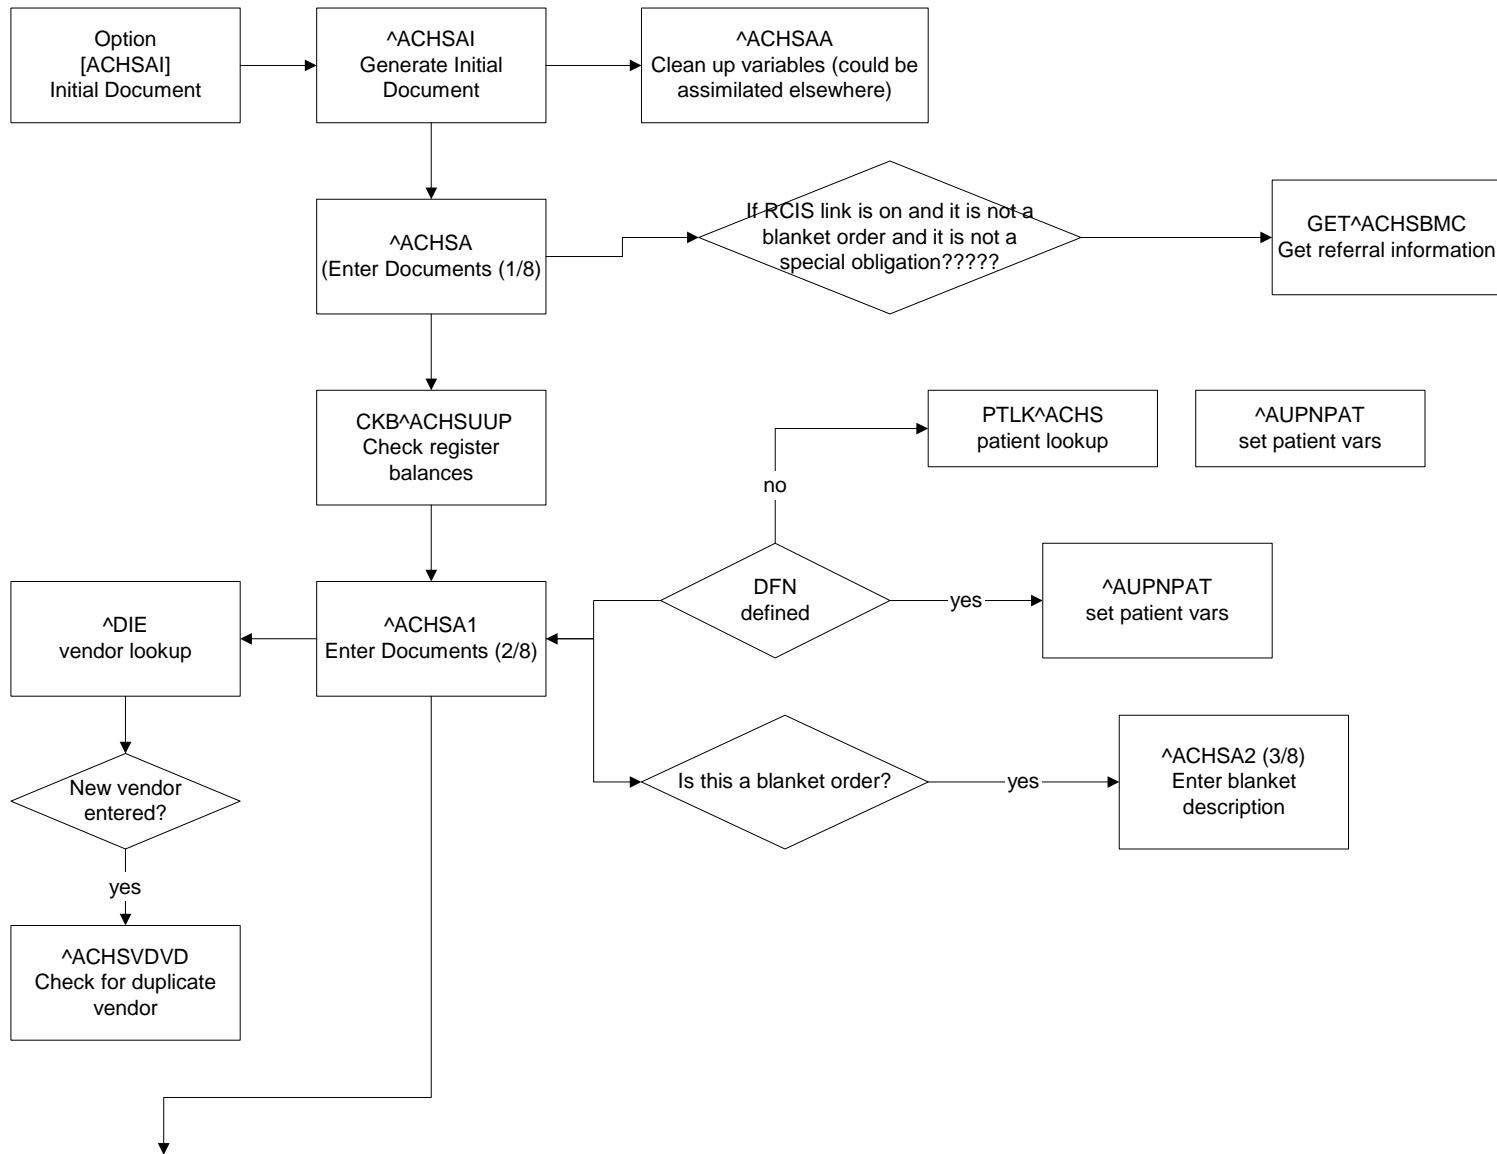 Option
[ACHSAI]
Initial Document
^ACHSAI
Generate Initial
Document
^ACHSAA
Clean up variables (could be
assimilated elsewhere)
^ACHSA
(Enter Documents (1/8)
If RCIS link is on and it is not a
blanket order and it is not a
special obligation?????
GET^ACHSBMC
Get referral information
CKB^ACHSUUP
Check register
balances
PTLK^ACHS
patient lookup
^AUPNPAT
set patient vars
no
^DIE
vendor lookup
^ACHSA1
Enter Documents (2/8)
DFN
defined
yes
^AUPNPAT
set patient vars
New vendor
entered?
Is this a blanket order?
yes
^ACHSA2 (3/8)
Enter blanket
description
yes
^ACHSVDVD
Check for duplicate
vendor